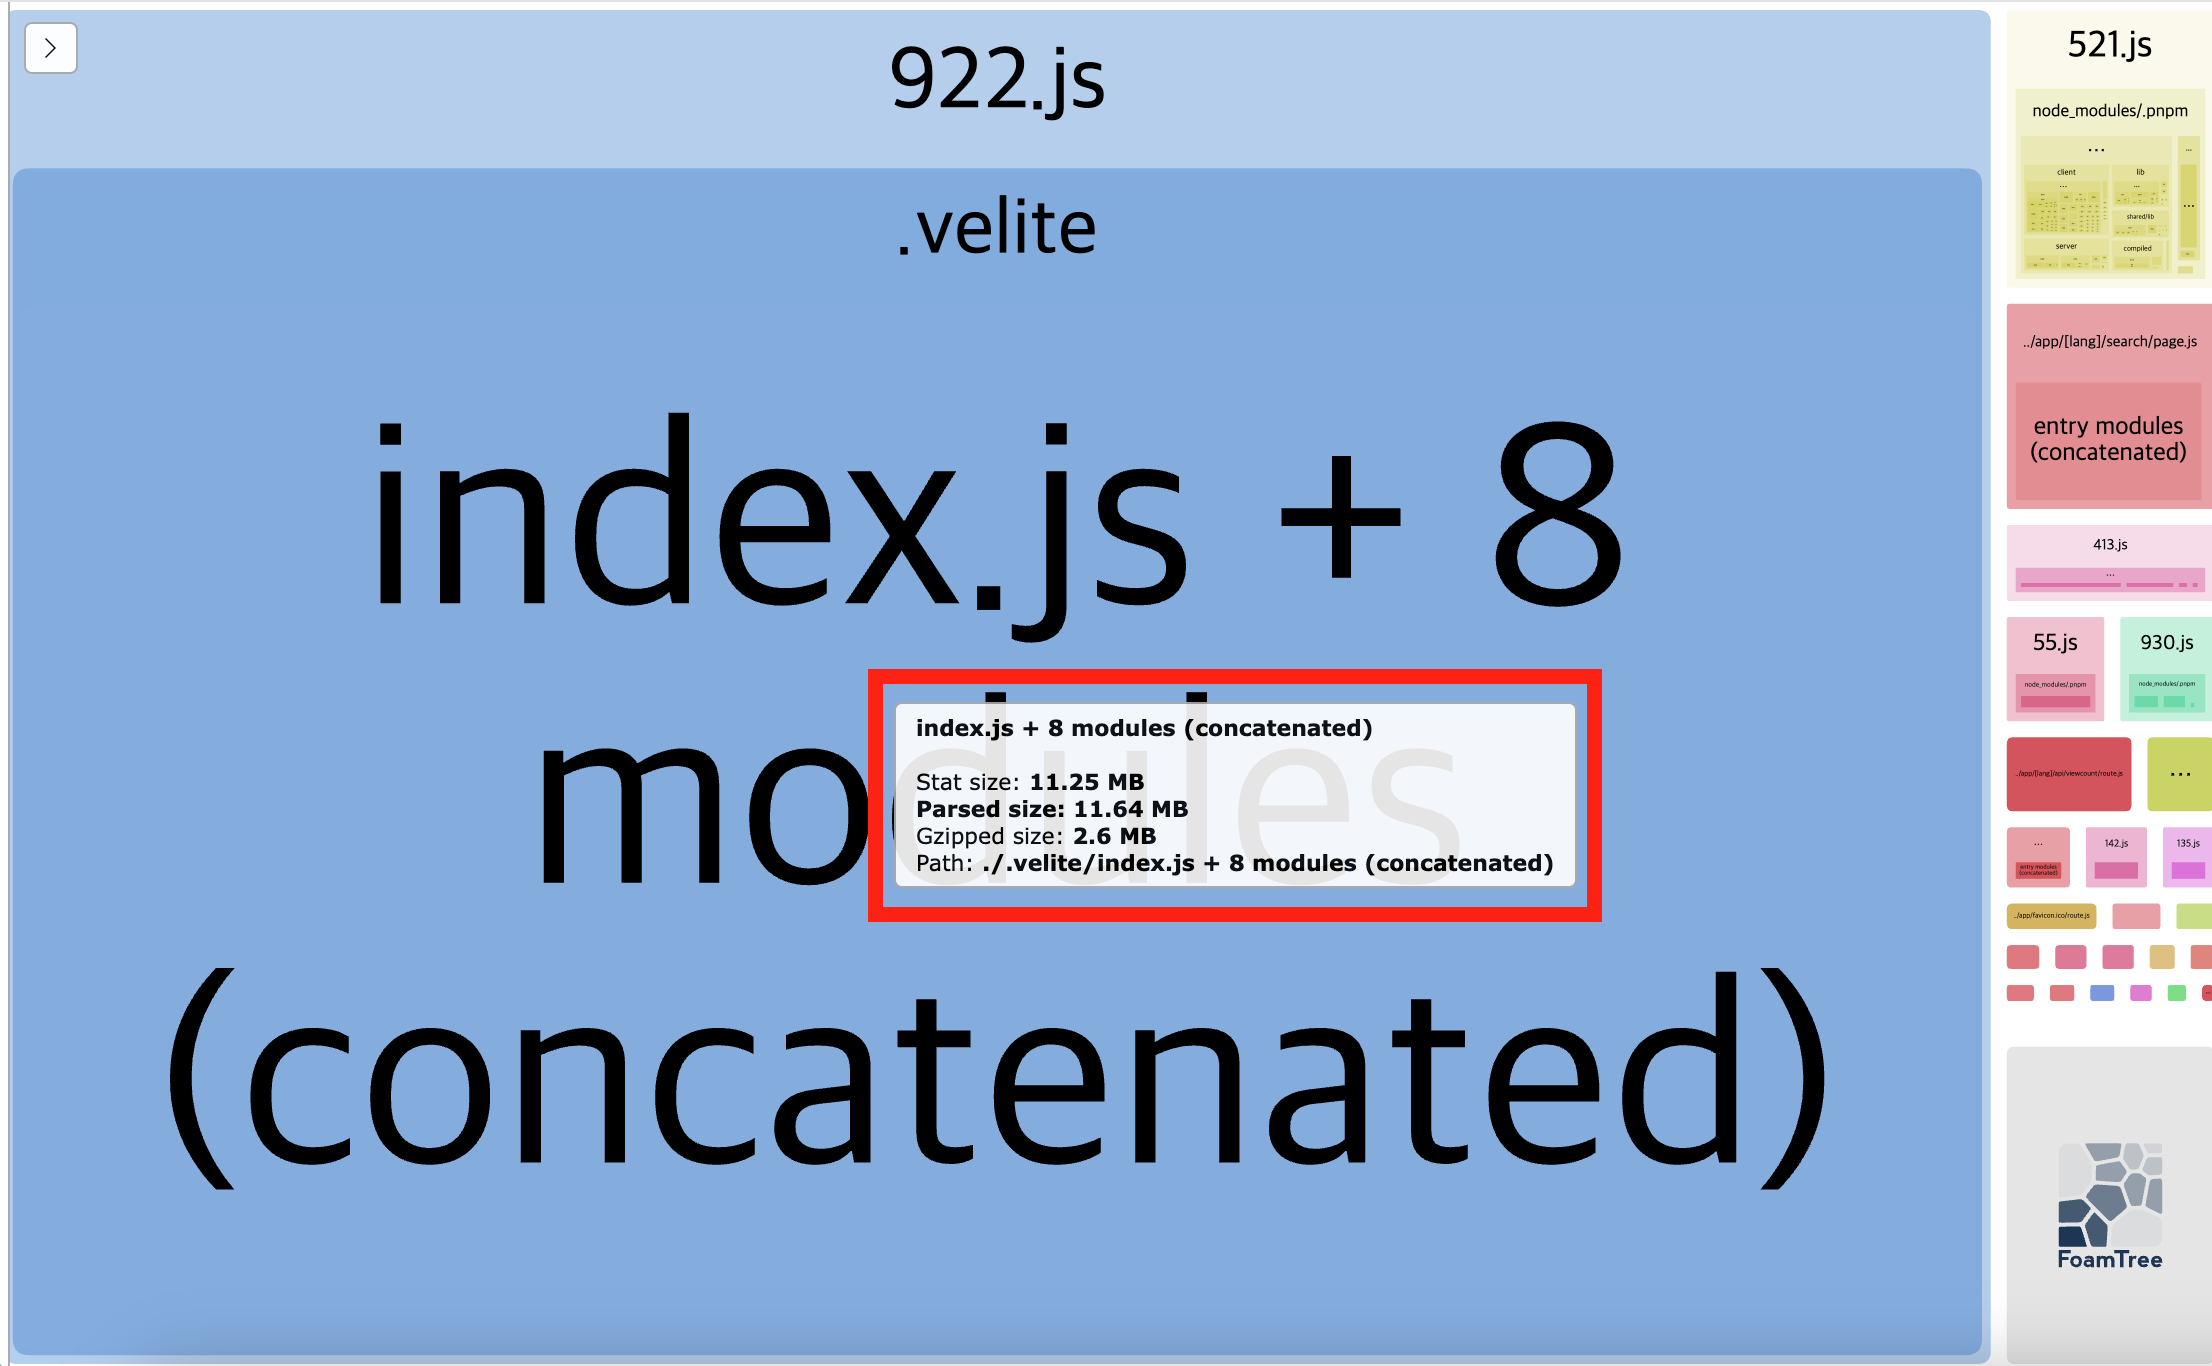 922.js
.velite
index.js + 8
mo dules
(concatenated)
index.js + 8 modules (concatenated)
Stat size: 11.25 MB
Parsed size: 11.64 MB
Gzipped size: 2.6 MB
Path: ./.velite/index.js + 8 modules (concatenated)
521.js
node_modules/.pnpm
...
...
client
lib
...
...
...
shared/lib
server
compiled
../app/[lang]/search/page.js
entry modules
(concatenated)
413.js
...
55.js
930.js
node_modules/.pnpm
node_modules/.pnpm
../app/[lang]/api/viewcount/route.js
...
...
142.js
135.js
entry modules
(concatenated)
../app/favicon.ico/route.js
FoamTree